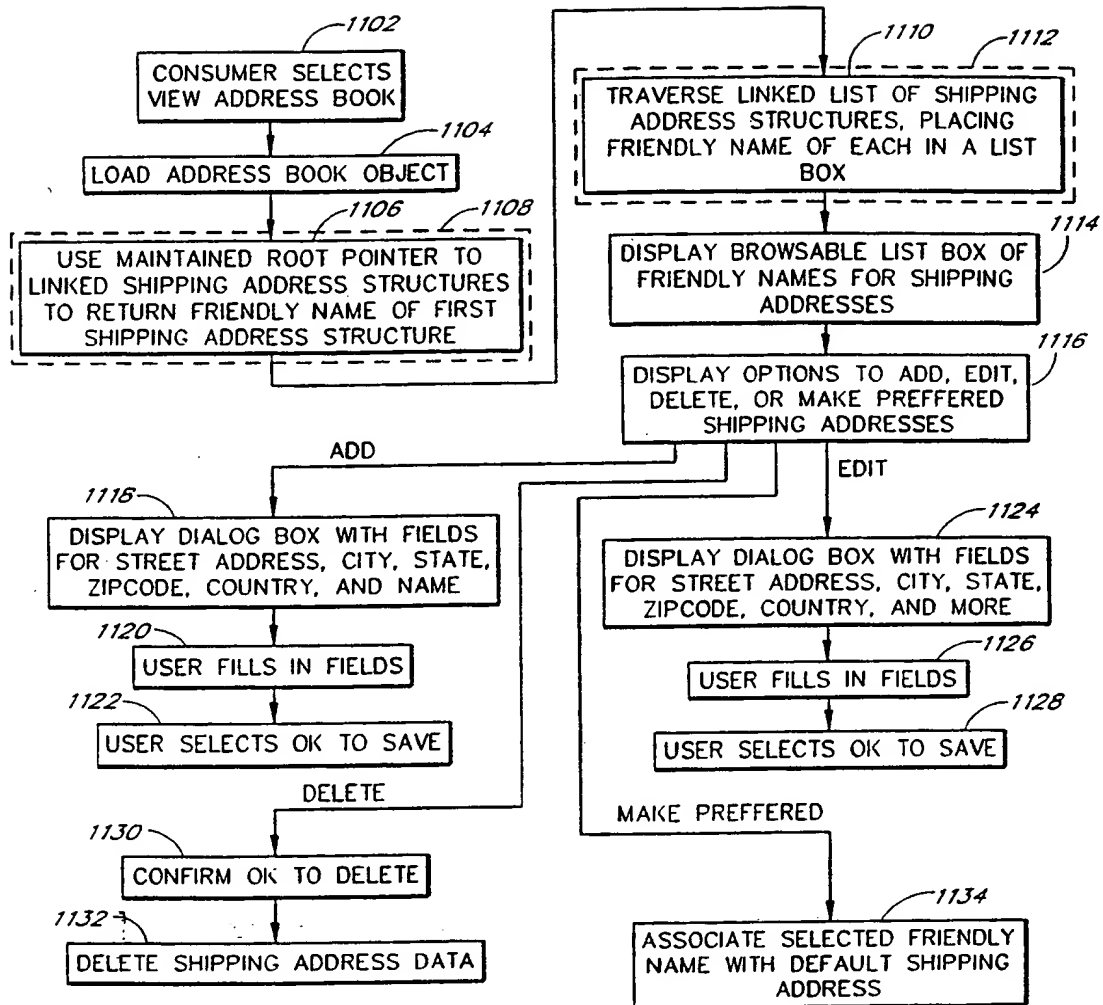 1102
CONSUMER SELECTS
VIEW ADDRESS BOOK
1104
LOAD ADDRESS BOOK OBJECT
1106
1108
USE MAINTAINED ROOT POINTER TO
LINKED SHIPPING ADDRESS STRUCTURES
TO RETURN FRIENDLY NAME OF FIRST
SHIPPING ADDRESS STRUCTURE
1110
1112
TRAVERSE LINKED LIST OF SHIPPING
ADDRESS STRUCTURES, PLACING
FRIENDLY NAME OF EACH IN A LIST
BOX
1114
DISPLAY BROWSABLE LIST BOX OF
FRIENDLY NAMES FOR SHIPPING
ADDRESSES
1116
DISPLAY OPTIONS TO ADD, EDIT,
DELETE, OR MAKE PREFFERED
SHIPPING ADDRESSES
ADD
EDIT
1118
DISPLAY DIALOG BOX WITH FIELDS
FOR STREET ADDRESS, CITY, STATE,
ZIPCODE, COUNTRY, AND NAME
1120
USER FILLS IN FIELDS
1122
USER SELECTS OK TO SAVE
1124
DISPLAY DIALOG BOX WITH FIELDS
FOR STREET ADDRESS, CITY, STATE,
ZIPCODE, COUNTRY, AND MORE
1126
USER FILLS IN FIELDS
1128
USER SELECTS OK TO SAVE
DELETE
1130
CONFIRM OK TO DELETE
1132
DELETE SHIPPING ADDRESS DATA
MAKE PREFFERED
1134
ASSOCIATE SELECTED FRIENDLY
NAME WITH DEFAULT SHIPPING
ADDRESS